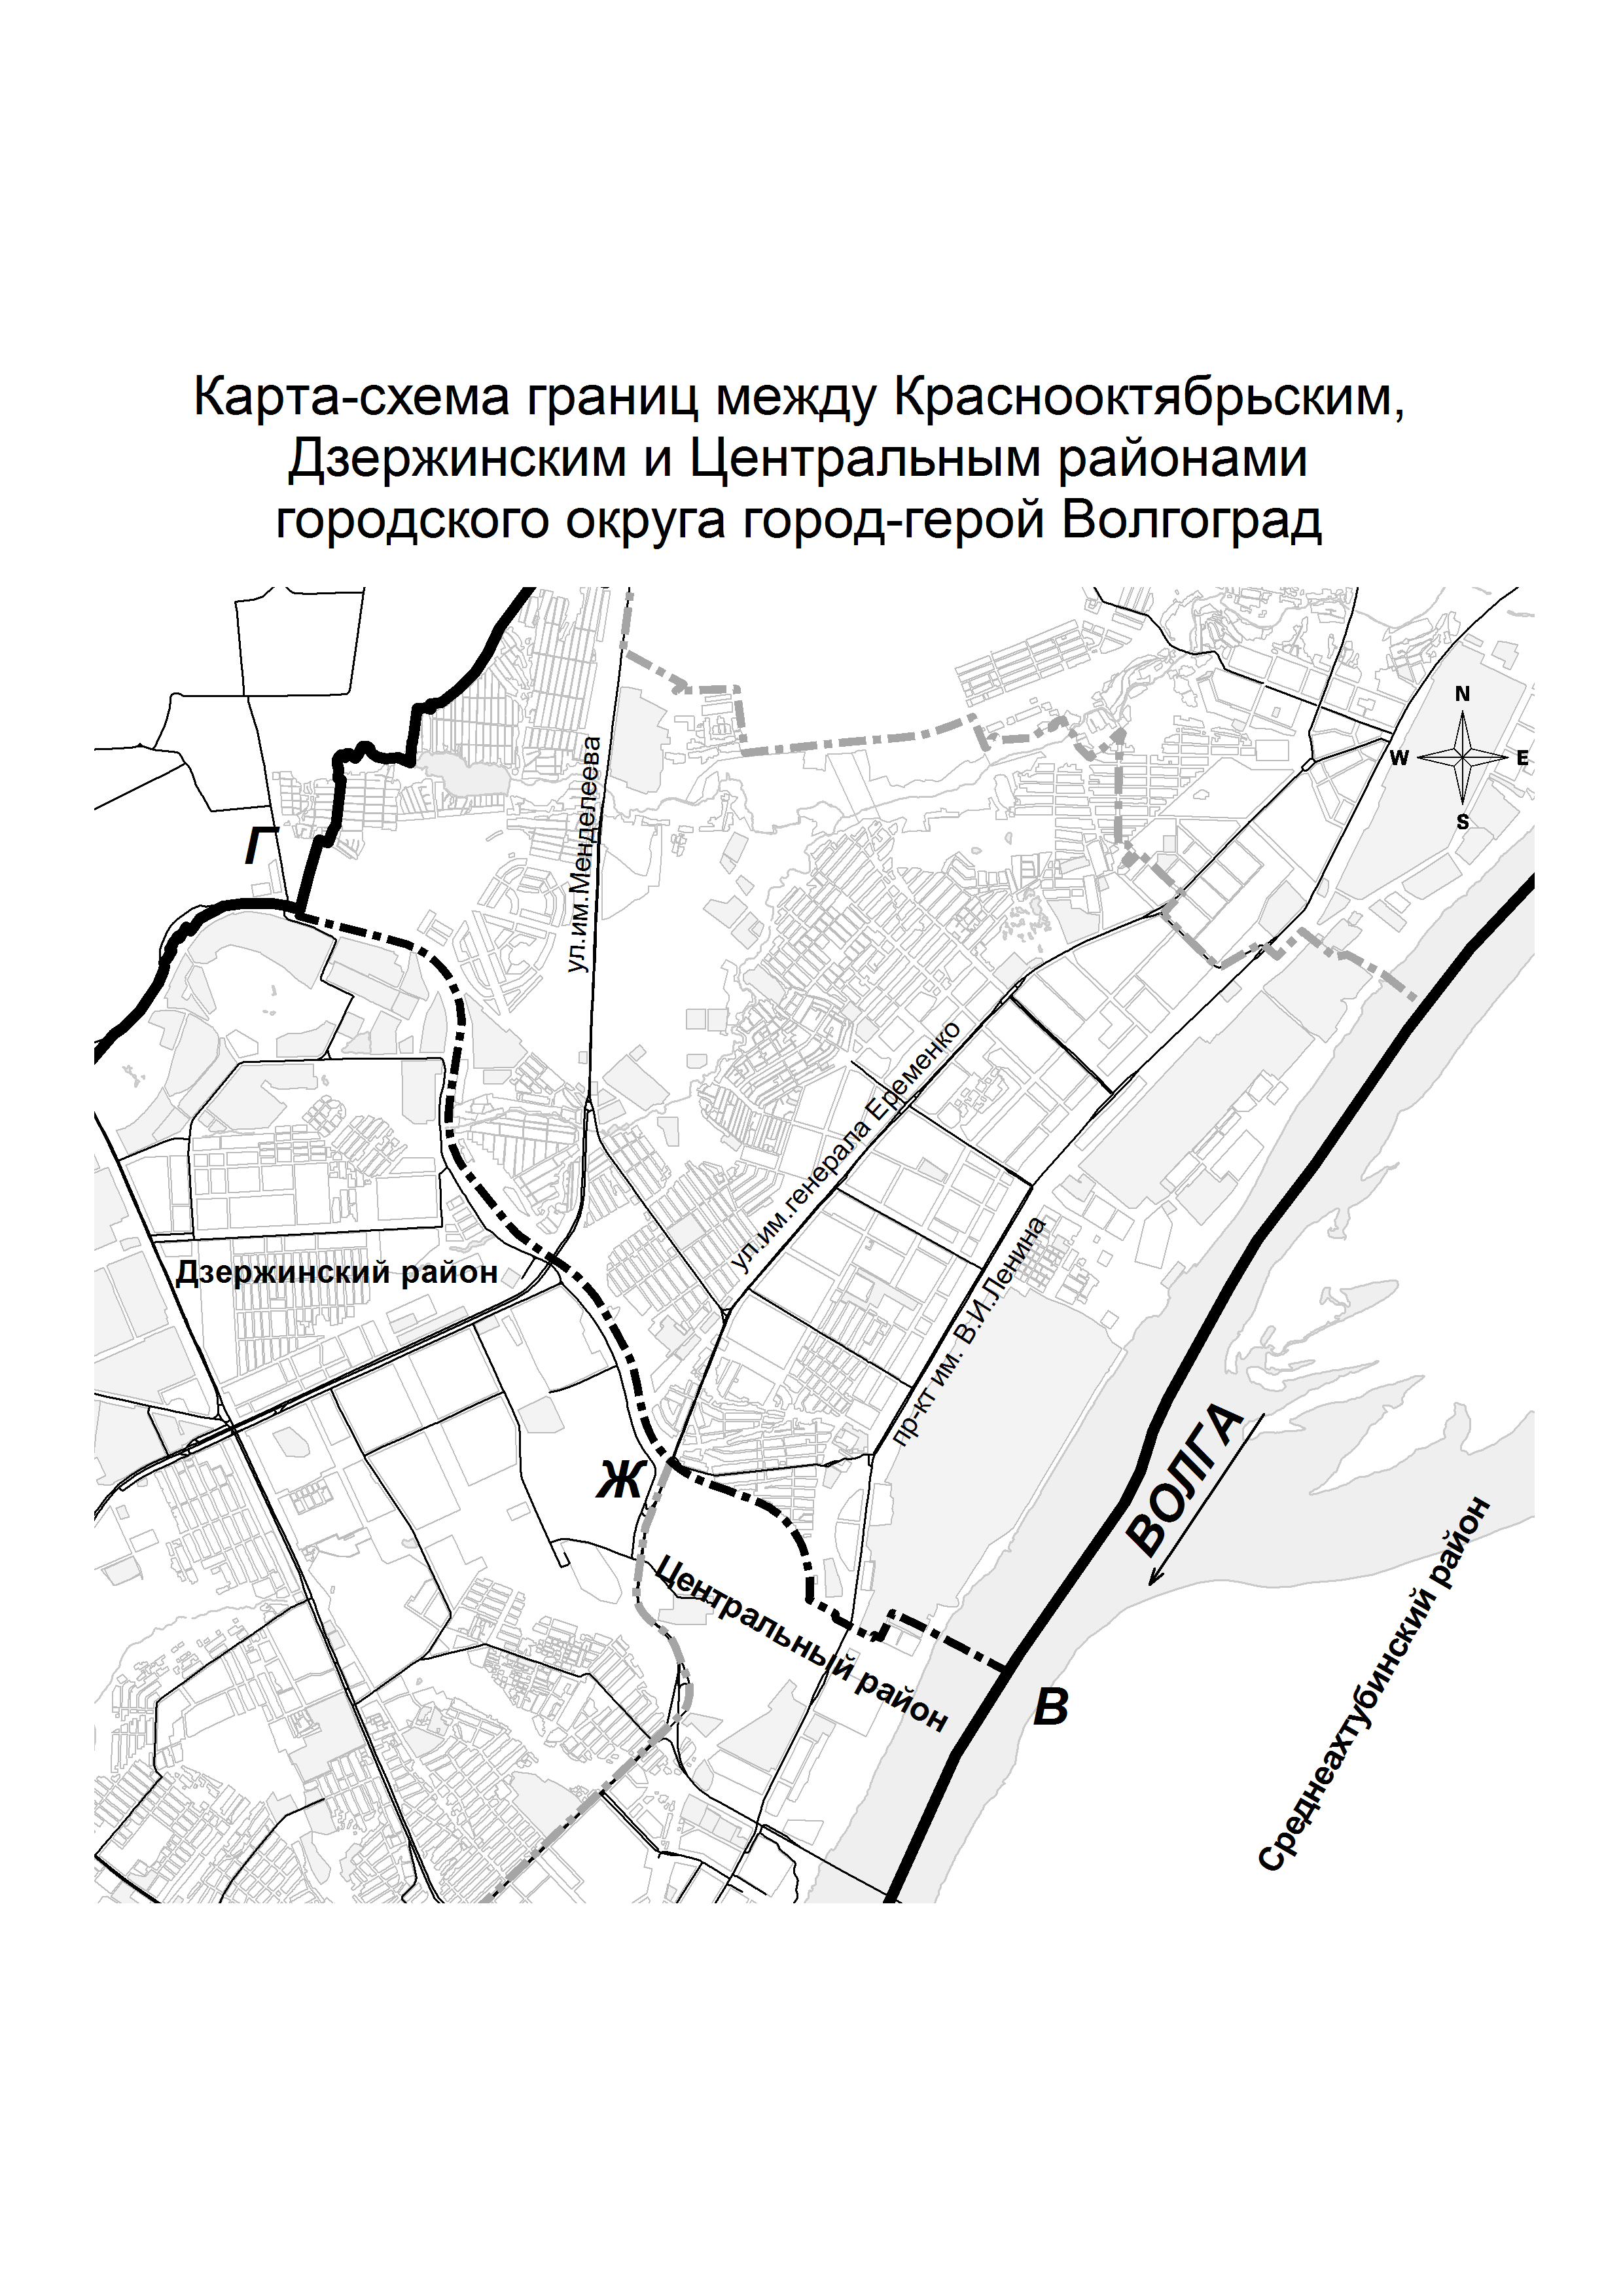 Карта-схема границ между Краснооктябрьским,
Дзержинским и Центральным районами
городского округа город-герой Волгоград
N
W
E
S
ул.им.Менделеева
Г
ул.им.генерала Еременко
пр-кт им. В.И.Ленина
Дзержинский район
ВОЛГА
Ж
Центральный район
В
Среднеахтубинский район